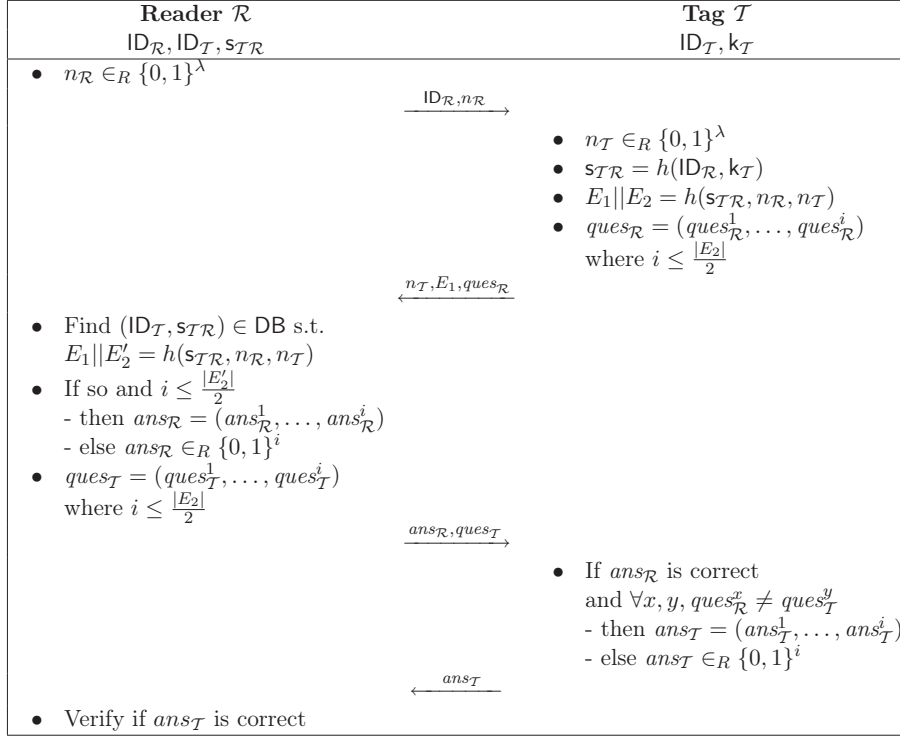 Reader 𝓡 Tag 𝓣
ID_𝓡, ID_𝓣, s_𝓣𝓡 ID_𝓣, k_𝓣
• n_𝓡 ∈_R {0, 1}^λ
ID_𝓡, n_𝓡
• n_𝓣 ∈_R {0, 1}^λ
• s_𝓣𝓡 = h(ID_𝓡, k_𝓣)
• E_1||E_2 = h(s_𝓣𝓡, n_𝓡, n_𝓣)
• ques_𝓡 = (ques_𝓡^1, . . . , ques_𝓡^i)
where i ≤ |E_2|/2
n_𝓣, E_1, ques_𝓡
• Find (ID_𝓣, s_𝓣𝓡) ∈ DB s.t.
E_1||E_2′ = h(s_𝓣𝓡, n_𝓡, n_𝓣)
• If so and i ≤ |E_2′|/2
- then ans_𝓡 = (ans_𝓡^1, . . . , ans_𝓡^i)
- else ans_𝓡 ∈_R {0, 1}^i
• ques_𝓣 = (ques_𝓣^1, . . . , ques_𝓣^i)
where i ≤ |E_2|/2
ans_𝓡, ques_𝓣
• If ans_𝓡 is correct
and ∀x, y, ques_𝓡^x ≠ ques_𝓣^y
- then ans_𝓣 = (ans_𝓣^1, . . . , ans_𝓣^i)
- else ans_𝓣 ∈_R {0, 1}^i
ans_𝓣
• Verify if ans_𝓣 is correct